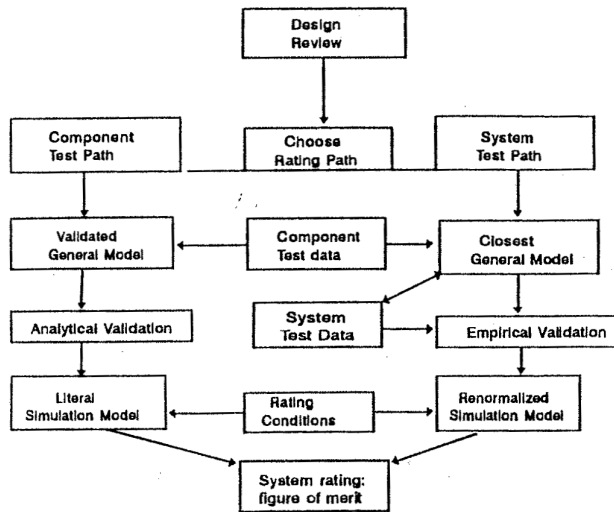 Design
Review
Component
Test Path
Choose
Rating Path
System
Test Path
Validated
General Model
Component
Test data
Closest
General Model
Analytical Validation
System
Test Data
Empirical Validation
Literal
Simulation Model
Rating
Conditions
Renormalized
Simulation Model
System rating:
figure of merit